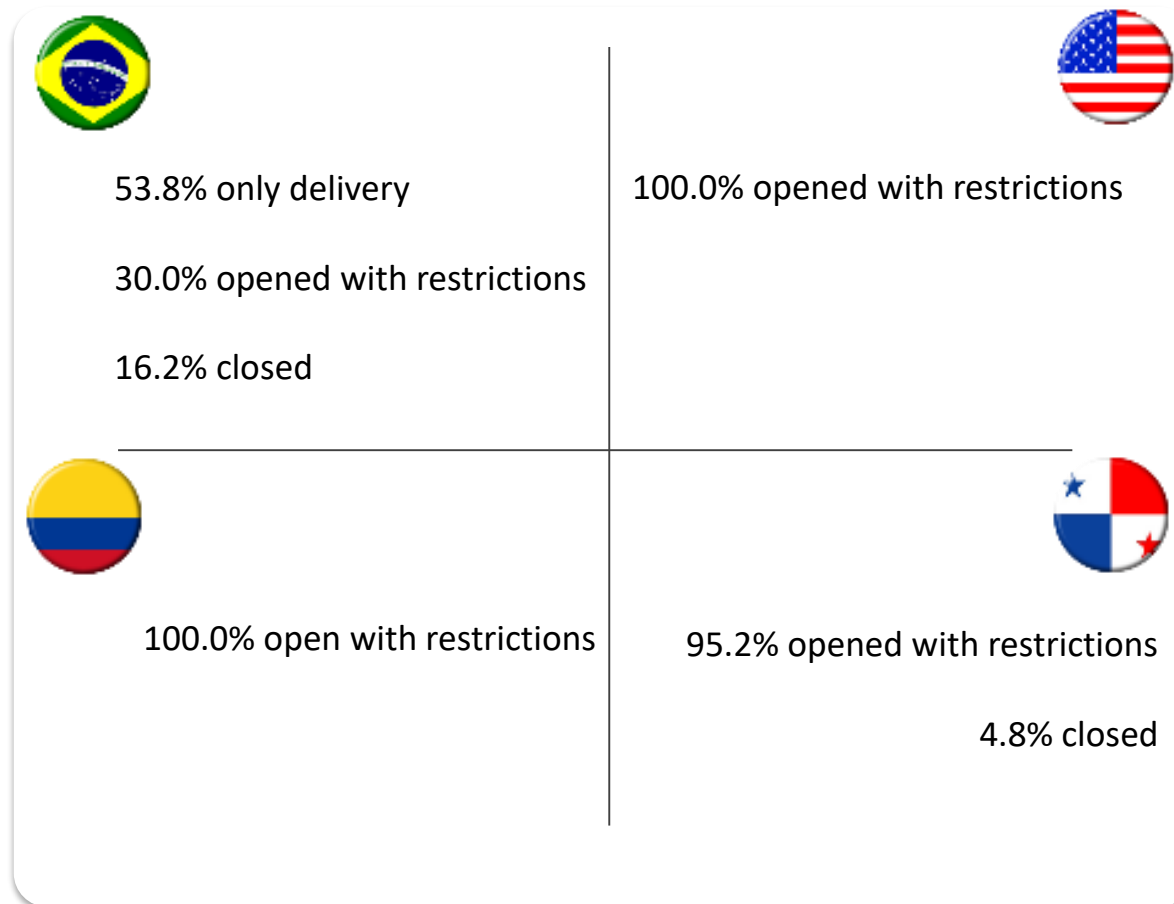 53.8% only delivery
30.0% opened with restrictions
16.2% closed
100.0% opened with restrictions
100.0% open with restrictions
95.2% opened with restrictions
4.8% closed